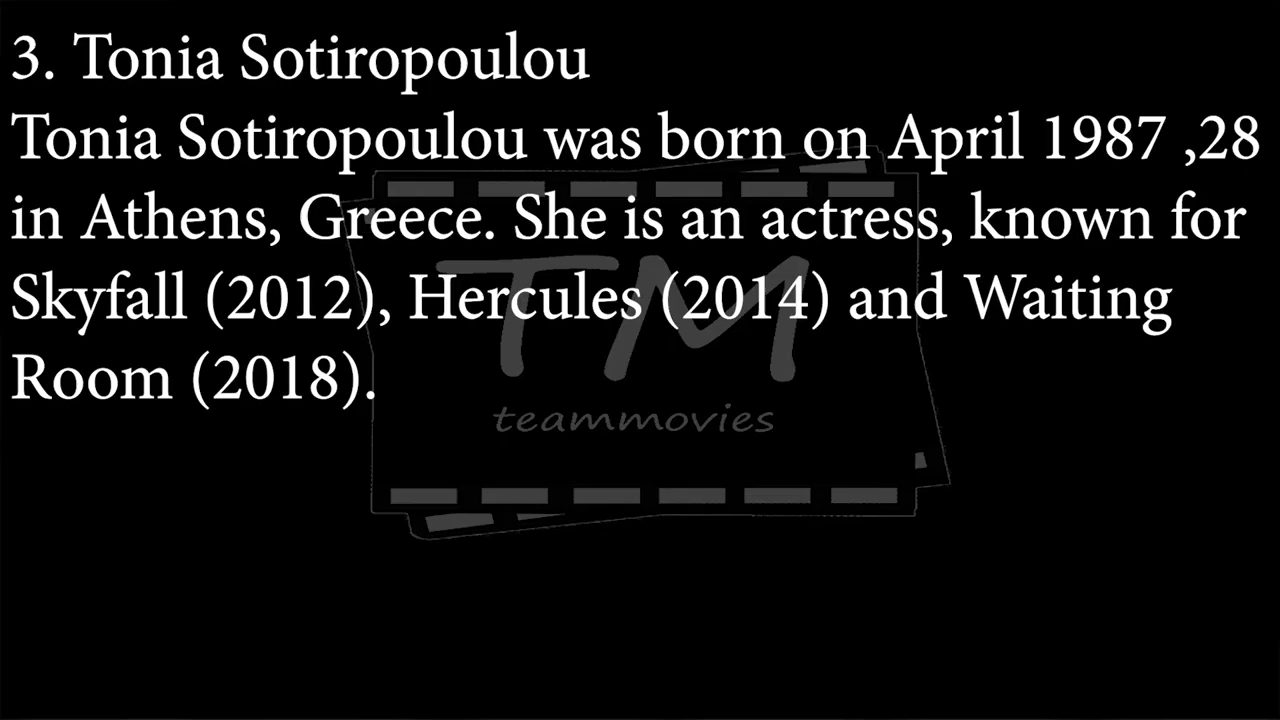 3. Tonia Sotiropoulou
Tonia Sotiropoulou was born on April 1987 ,28
in Athens, Greece. She is an actress, known for
Skyfall (2012), Hercules (2014) and Waiting
Room (2018).
TM
teammovies